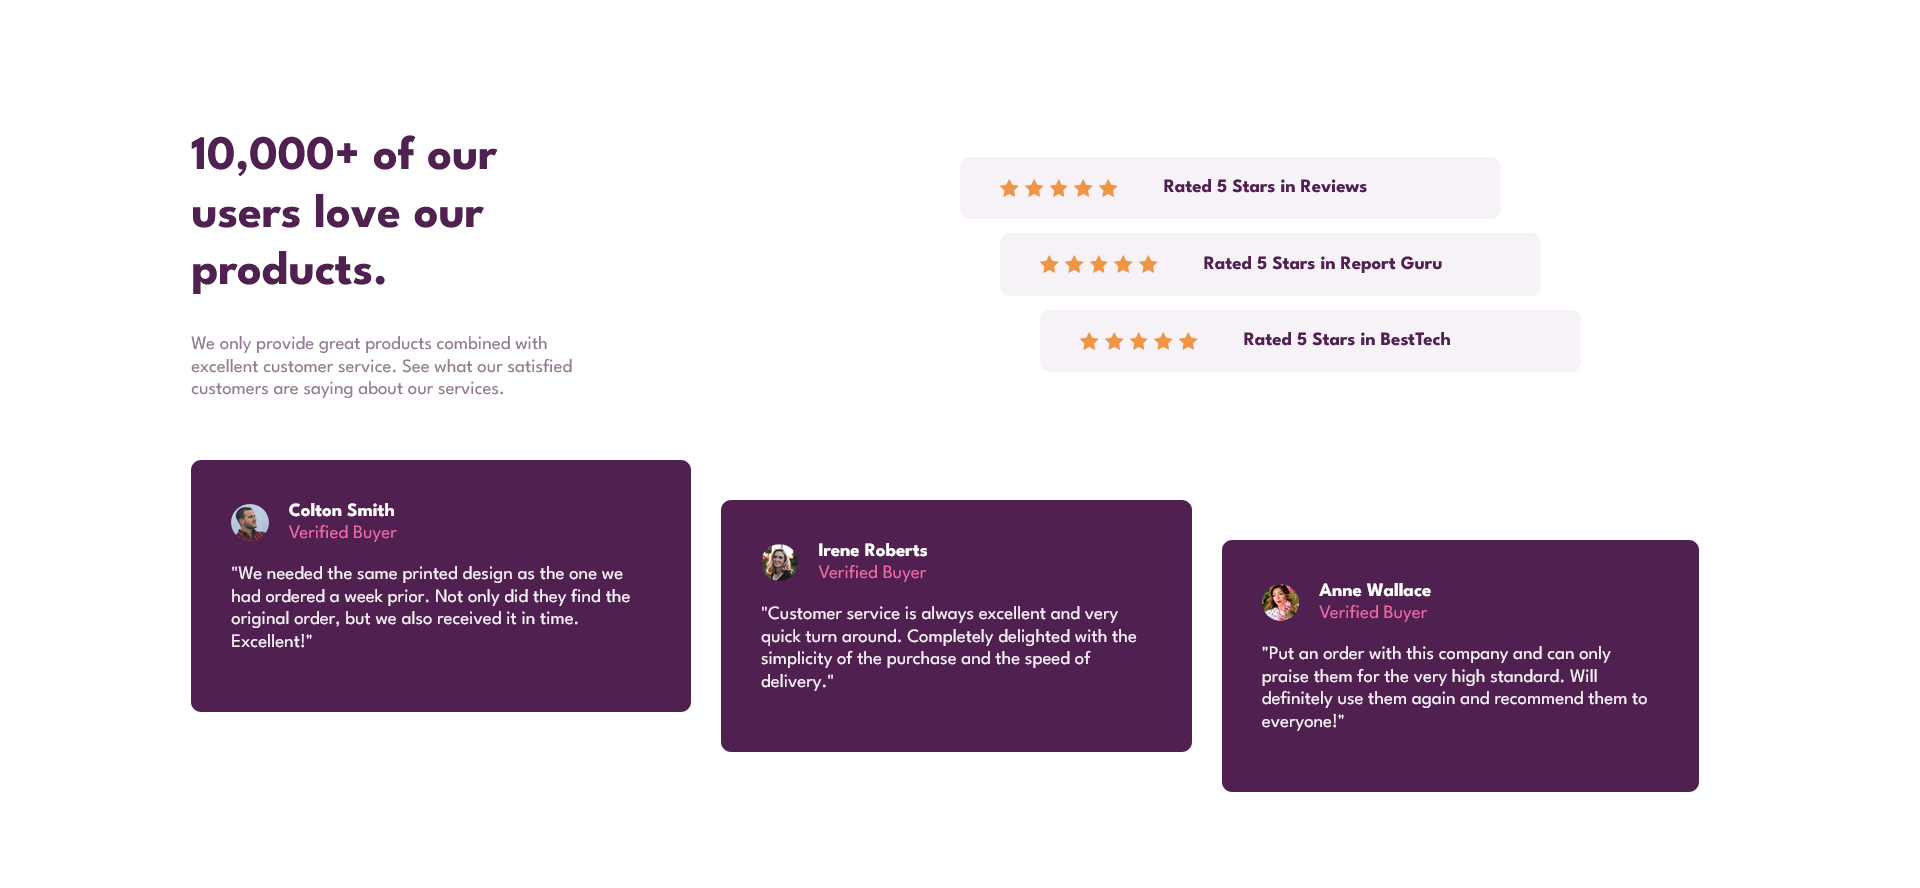 10,000+ of our
users love our
products.
We only provide great products combined with
excellent customer service. See what our satisfied
customers are saying about our services.
Rated 5 Stars in Reviews
Rated 5 Stars in Report Guru
Rated 5 Stars in BestTech
Colton Smith
Verified Buyer
"We needed the same printed design as the one we
had ordered a week prior. Not only did they find the
original order, but we also received it in time.
Excellent!"
Irene Roberts
Verified Buyer
"Customer service is always excellent and very
quick turn around. Completely delighted with the
simplicity of the purchase and the speed of
delivery."
Anne Wallace
Verified Buyer
"Put an order with this company and can only
praise them for the very high standard. Will
definitely use them again and recommend them to
everyone!"